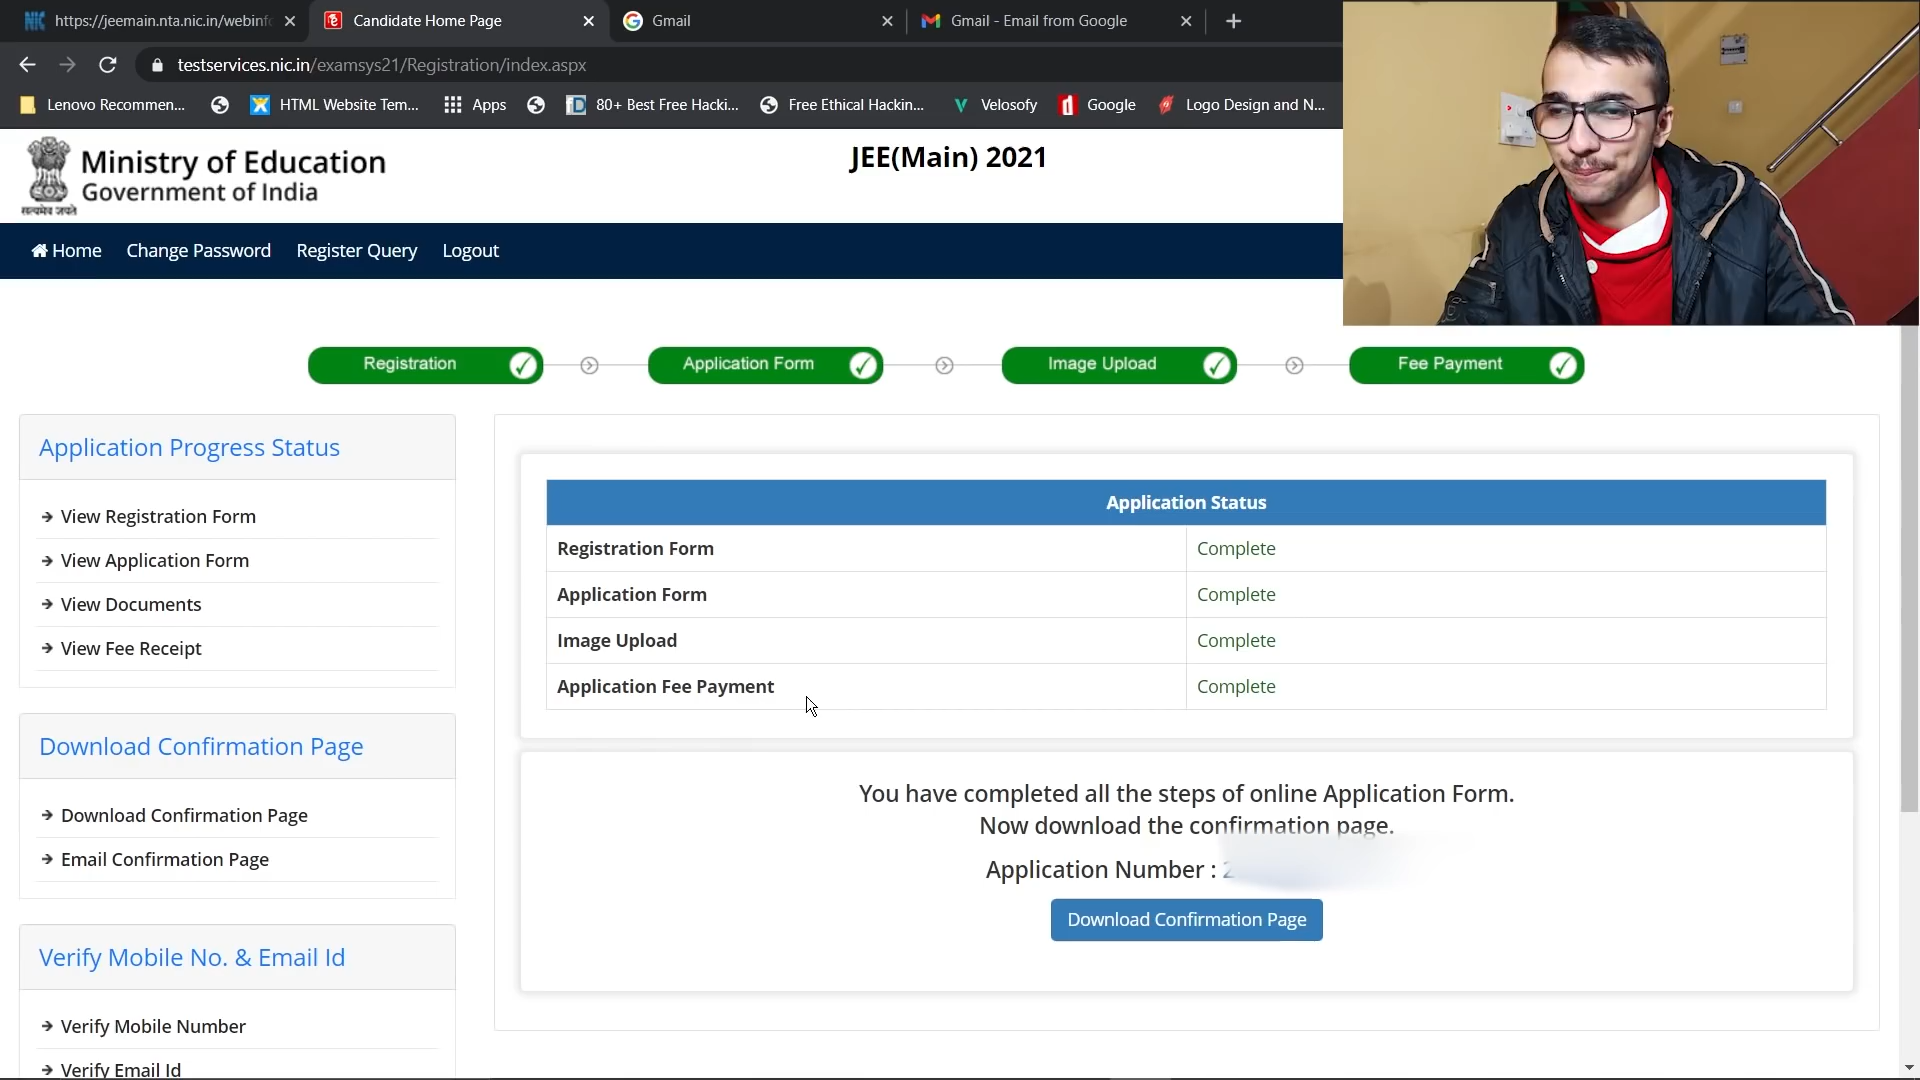 https://jeemain.nta.nic.in/webinfo
Candidate Home Page
Gmail
Gmail - Email from Google
testservices.nic.in/examsys21/Registration/index.aspx
Lenovo Recommen...
HTML Website Tem...
Apps
80+ Best Free Hacki...
Free Ethical Hackin...
Velosofy
Google
Logo Design and N...
Ministry of Education
Government of India
सत्यमेव जयते
JEE(Main) 2021
Home Change Password Register Query Logout
Registration
Application Form
Image Upload
Fee Payment
Application Progress Status
View Registration Form
View Application Form
View Documents
View Fee Receipt
Download Confirmation Page
Download Confirmation Page
Email Confirmation Page
Verify Mobile No. & Email Id
Verify Mobile Number
Verify Email Id
Application Status
Registration Form Complete
Application Form Complete
Image Upload Complete
Application Fee Payment Complete
You have completed all the steps of online Application Form.
Now download the confirmation page.
Application Number :
Download Confirmation Page